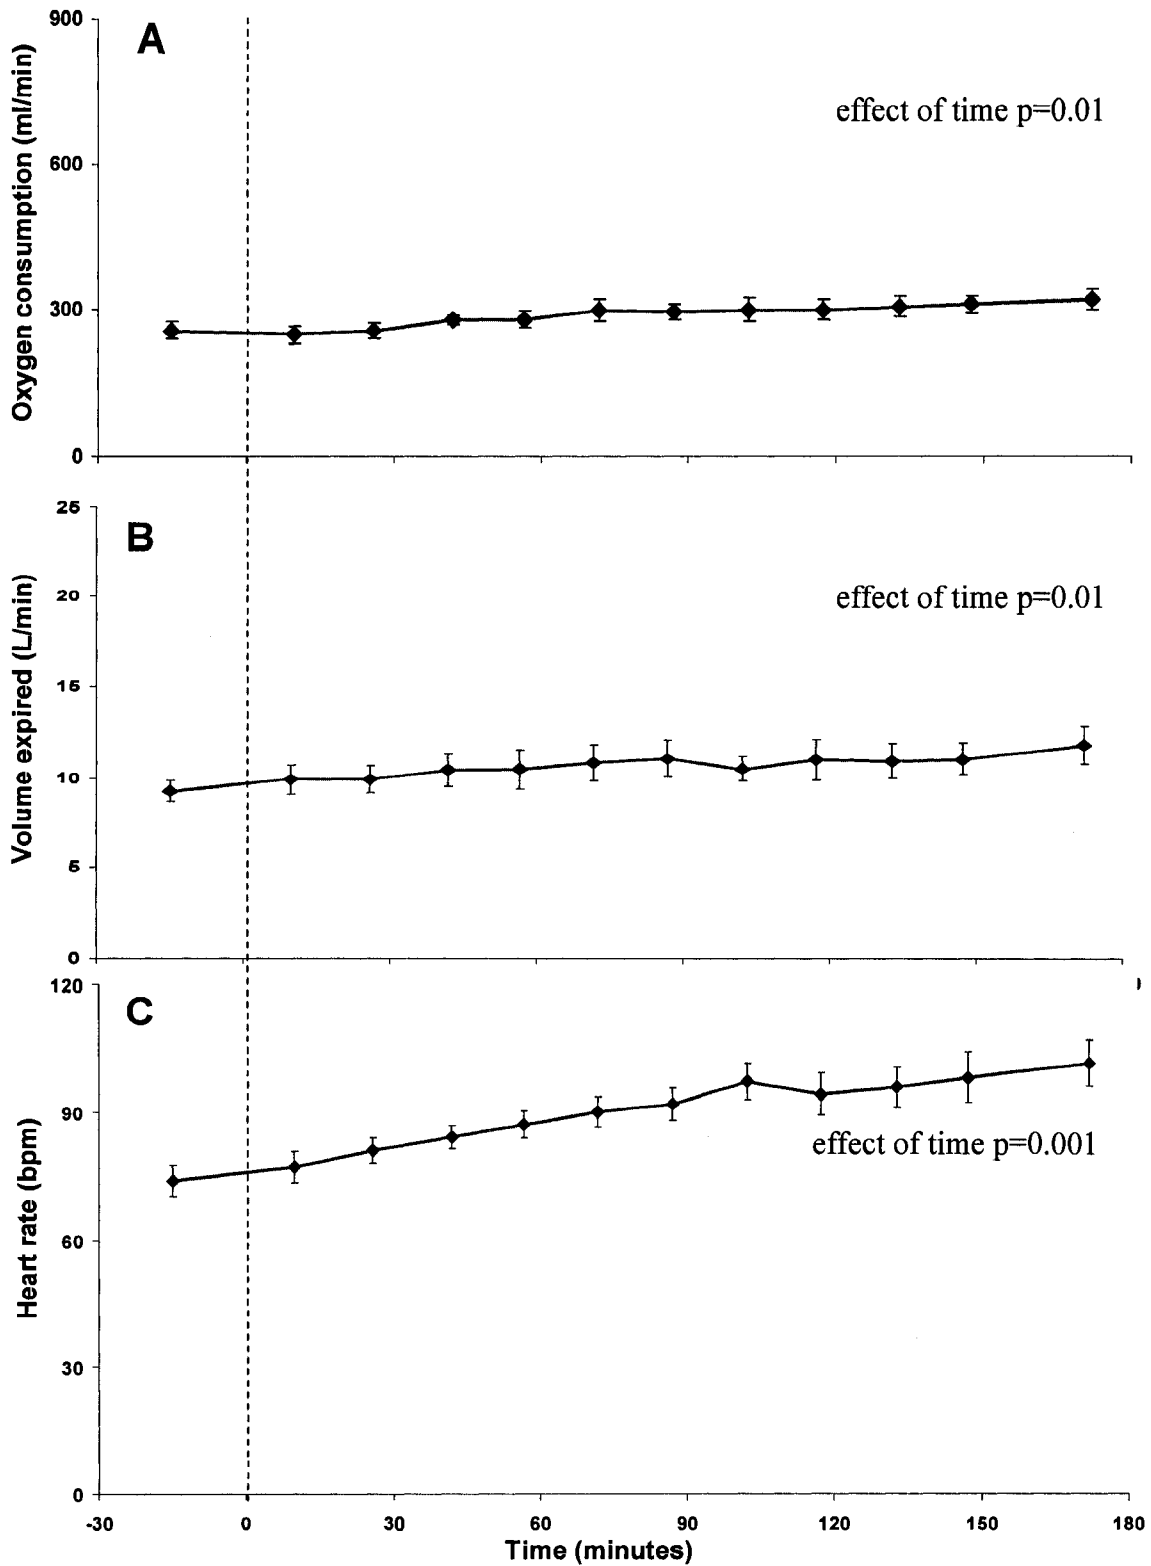 900
A
effect of time p=0.01
600
300
0
Oxygen consumption (ml/min)
25
B
20
effect of time p=0.01
15
10
5
0
Volume expired (L/min)
120
C
90
effect of time p=0.001
60
30
0
Heart rate (bpm)
-30 0 30 60 90 120 150 180
Time (minutes)